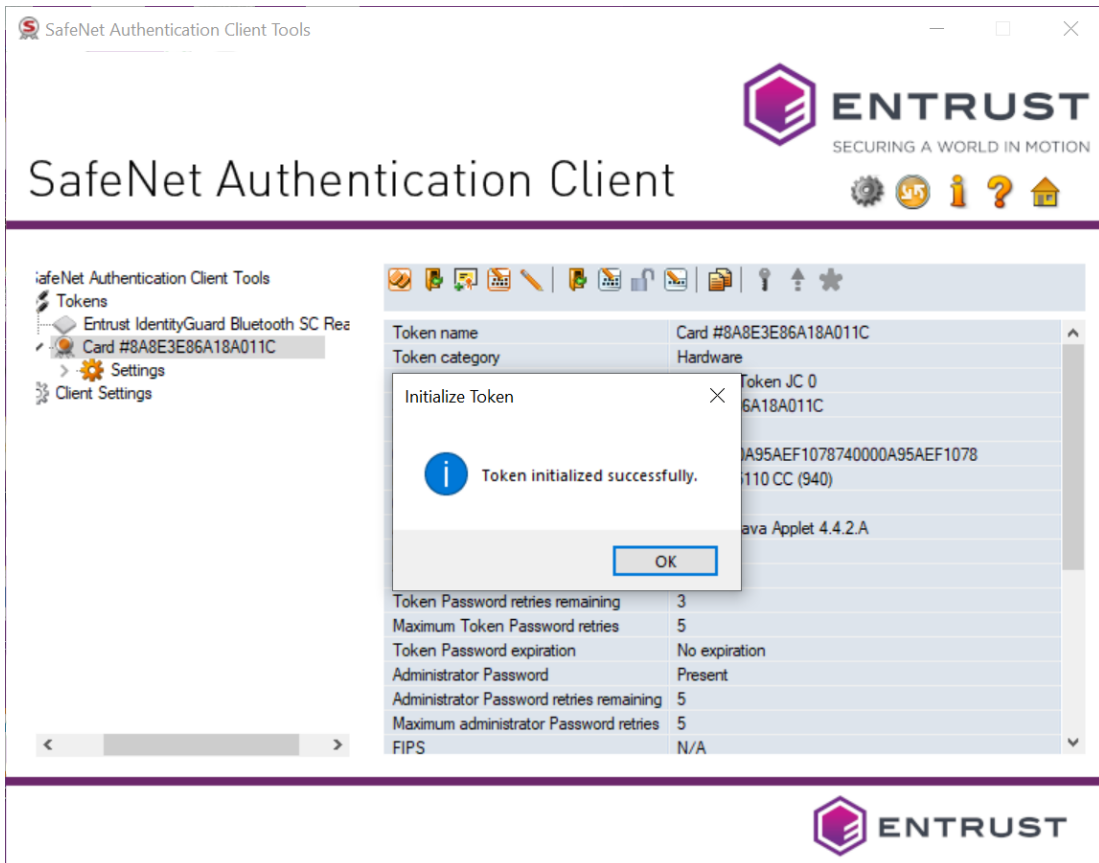 SafeNet Authentication Client Tools
ENTRUST
SECURING A WORLD IN MOTION
SafeNet Authentication Client
SafeNet Authentication Client Tools
Tokens
Entrust IdentityGuard Bluetooth SC Rea
Card #8A8E3E86A18A011C
Settings
Client Settings
Token name Card #8A8E3E86A18A011C
Token category Hardware
Token JC 0
6A18A011C
0A95AEF1078740000A95AEF1078
5110 CC (940)
ava Applet 4.4.2.A
Initialize Token
Token initialized successfully.
OK
Token Password retries remaining 3
Maximum Token Password retries 5
Token Password expiration No expiration
Administrator Password Present
Administrator Password retries remaining 5
Maximum administrator Password retries 5
FIPS N/A
ENTRUST